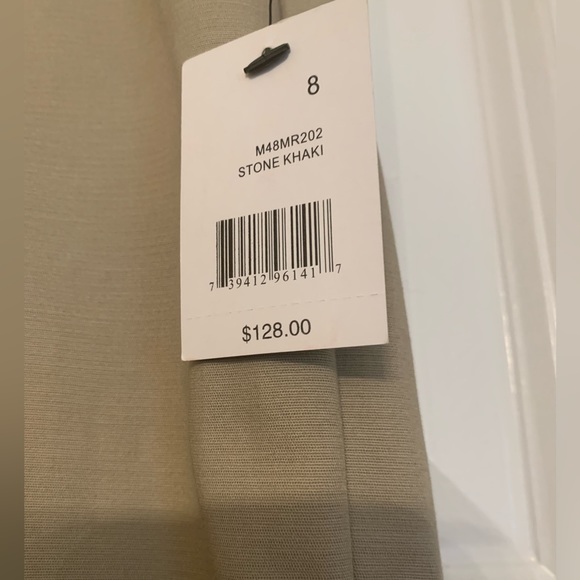 8
M48MR202
STONE KHAKI
7 39412 96141 7
$128.00